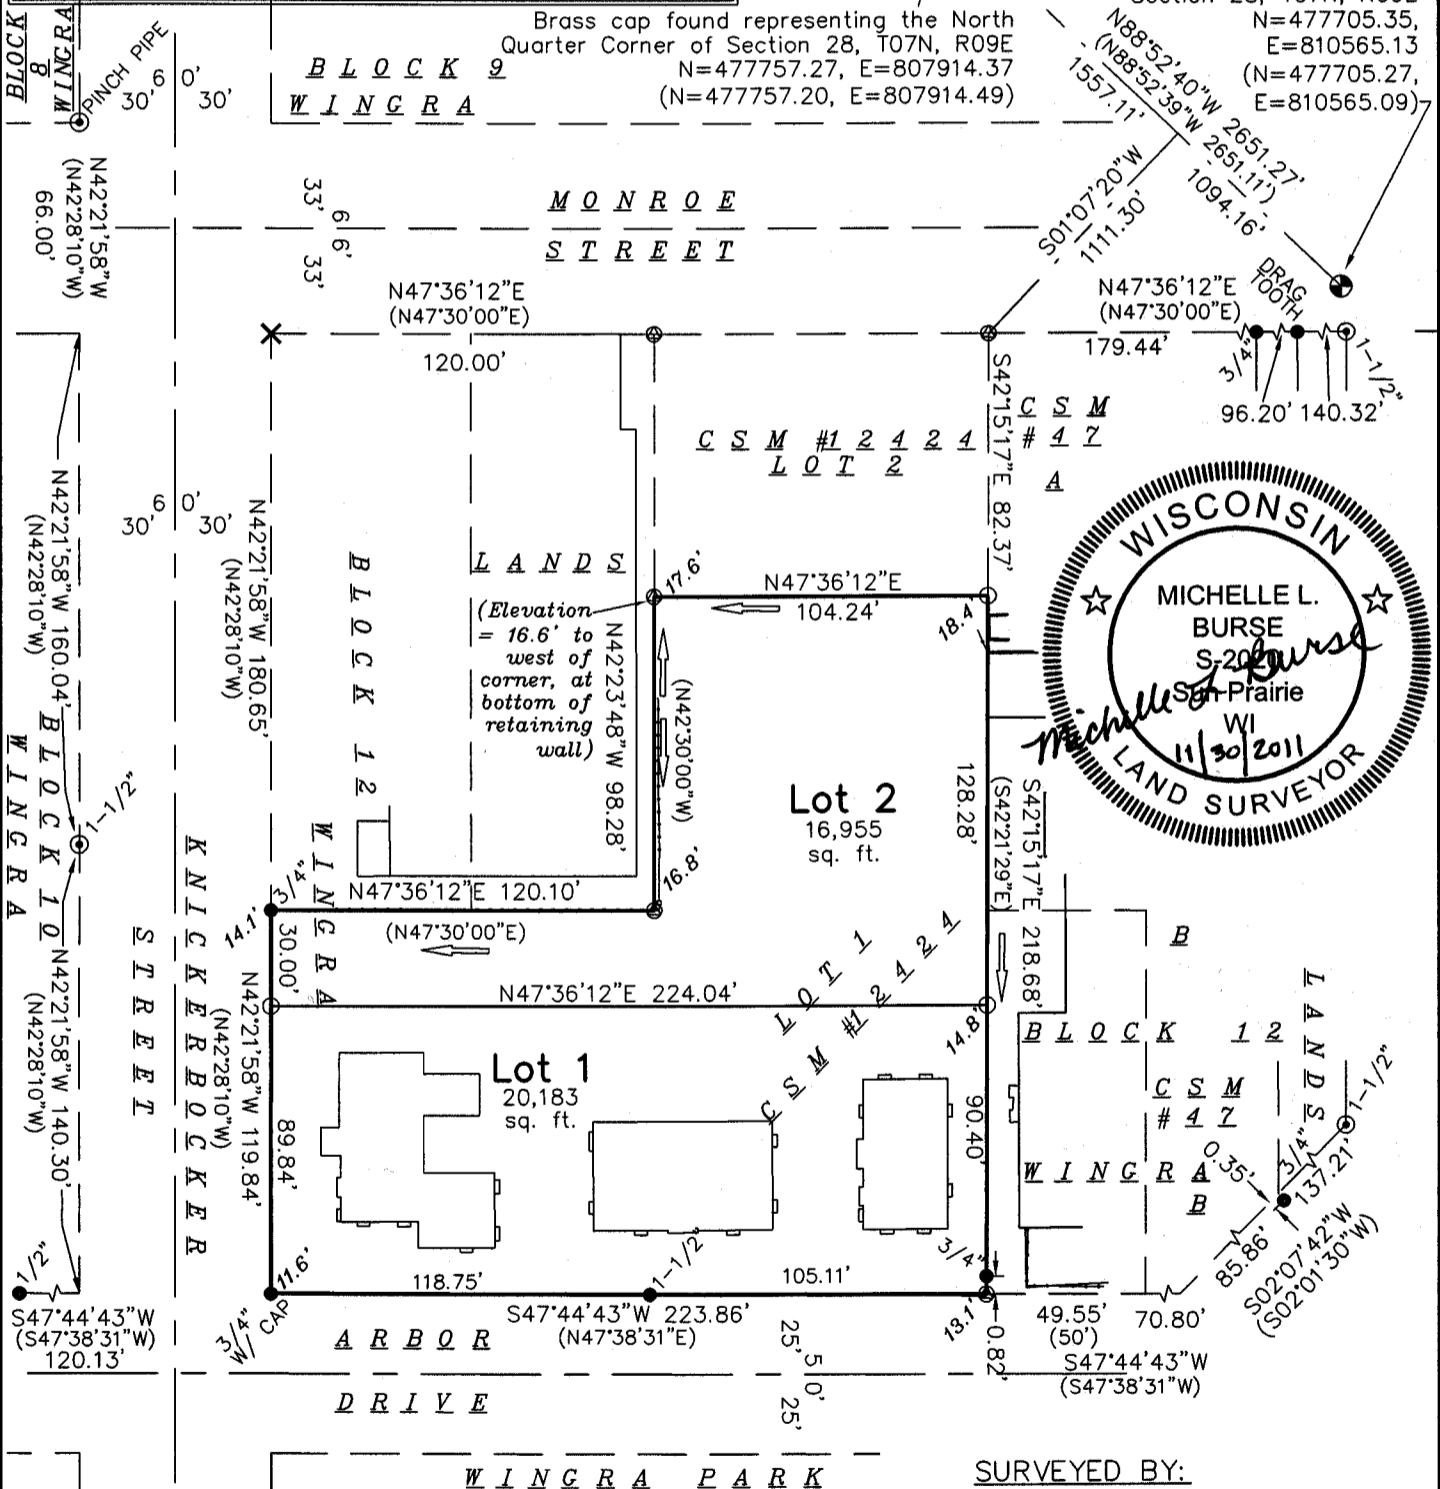 BLOCK
8
WINGRA
PINCH PIPE
6 0'
30' 30'
BLOCK 9
WINGRA
Brass cap found representing the North
Quarter Corner of Section 28, T07N, R09E
N=477757.27, E=807914.37
(N=477757.20, E=807914.49)
N=477705.35,
E=810565.13
(N=477705.27,
E=810565.09)
N88°52'40"W 2651.27'
(N88°52'39"W 2651.11')
1557.11'
1094.16'
S01°07'20"W
1111.30'
N42°21'58"W
(N42°28'10"W)
66.00'
33'
6 6'
33'
MONROE
STREET
N47°36'12"E
(N47°30'00"E)
120.00'
DRAG
TOOTH
N47°36'12"E
(N47°30'00"E)
179.44'
3/4"
1-1/2"
96.20' 140.32'
S42°15'17"E 82.37'
CSM #12424
LOT 2
CSM
#47
A
WISCONSIN
MICHELLE L.
BURSE
S-2020
Sun Prairie
WI
11/30/2011
LAND SURVEYOR
Michelle L. Burse
N42°21'58"W 160.04'
(N42°28'10"W)
6 0'
30' 30'
N42°21'58"W 180.65'
(N42°28'10"W)
BLOCK 12
WINGRA
LANDS
(Elevation
= 16.6' to
west of
corner, at
bottom of
retaining
wall)
17.6'
N42°23'48"W 98.28'
(N42°30'00"W)
N47°36'12"E
104.24'
18.4
Lot 2
16,955
sq. ft.
128.28'
(S42°21'29"E)
S42°15'17"E 218.68'
BLOCK 10
WINGRA
1-1/2"
KNICKERBOCKER
STREET
3/4"
14.1'
N47°36'12"E 120.10'
(N47°30'00"E)
16.8'
30.00'
N47°36'12"E 224.04'
LOT 1
CSM #12424
14.8'
B
LANDS
BLOCK 12
CSM
#47
WINGRA
B
N42°21'58"W 140.30'
(N42°28'10"W)
N42°21'58"W 119.84'
(N42°28'10"W)
89.84'
Lot 1
20,183
sq. ft.
90.40'
1-1/2"
3/4"
0.35'
137.21'
85.86'
S02°07'42"W
(S02°01'30"W)
1/2"
S47°44'43"W
(S47°38'31"W)
120.13'
11.6'
3/4"
W/ CAP
118.75'
1-1/2"
105.11'
S47°44'43"W 223.86'
(N47°38'31"E)
3/4"
13.1'
0.82'
49.55'
(50')
70.80'
S47°44'43"W
(S47°38'31"W)
ARBOR
DRIVE
25'
5 0'
25'
WINGRA PARK
SURVEYED BY: